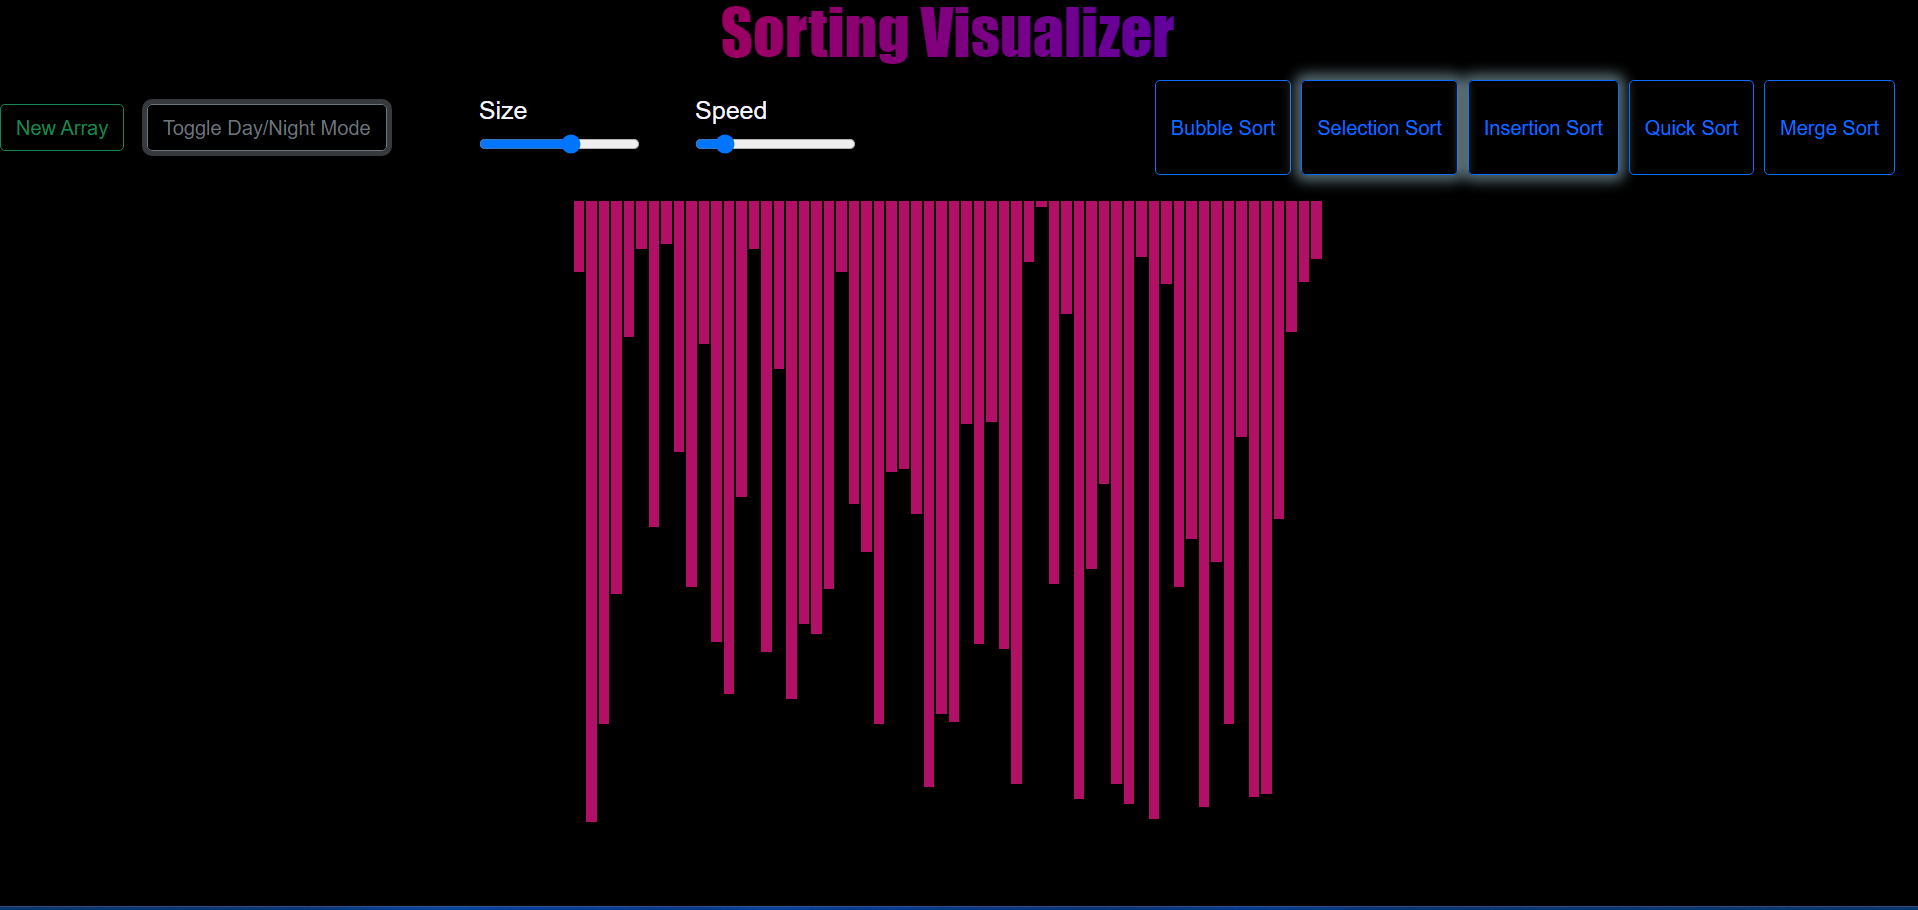 Sorting Visualizer
New Array
Toggle Day/Night Mode
Size
Speed
Bubble Sort
Selection Sort
Insertion Sort
Quick Sort
Merge Sort